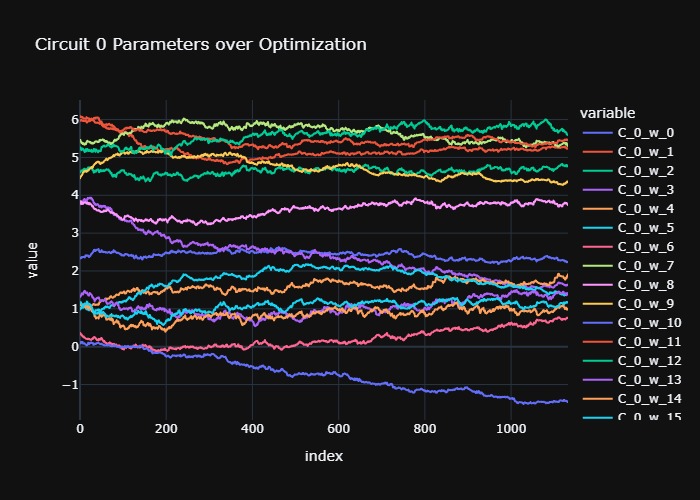 Circuit 0 Parameters over Optimization
variable
C_0_w_0
C_0_w_1
C_0_w_2
C_0_w_3
C_0_w_4
C_0_w_5
C_0_w_6
C_0_w_7
C_0_w_8
C_0_w_9
C_0_w_10
C_0_w_11
C_0_w_12
C_0_w_13
C_0_w_14
C_0_w_15
6
5
4
3
2
1
0
−1
value
0 200 400 600 800 1000
index